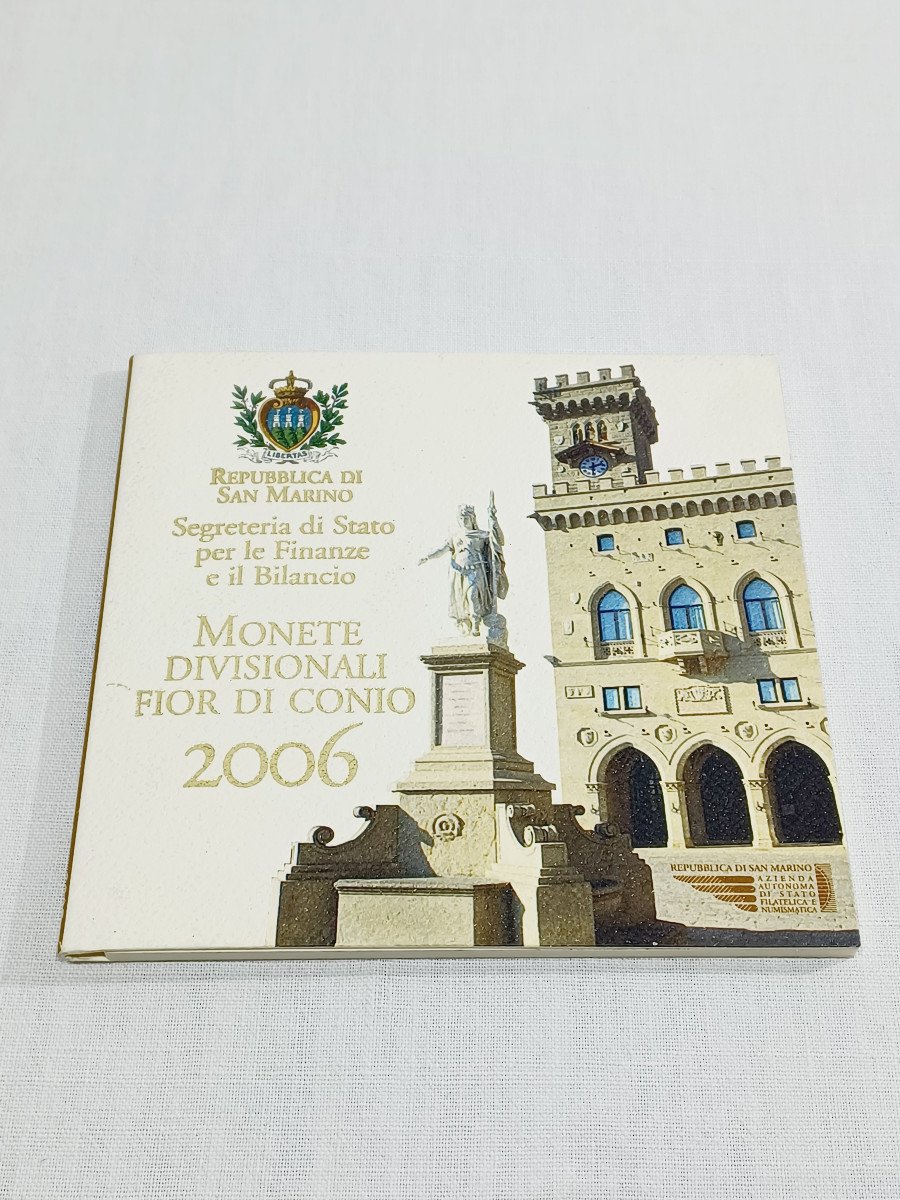 LIBERTAS
REPUBBLICA DI
SAN MARINO
Segreteria di Stato
per le Finanze
e il Bilancio
MONETE
DIVISIONALI
FIOR DI CONIO
2006
REPUBBLICA DI SAN MARINO
AZIENDA
AUTONOMA
DI STATO
FILATELICA E
NUMISMATICA